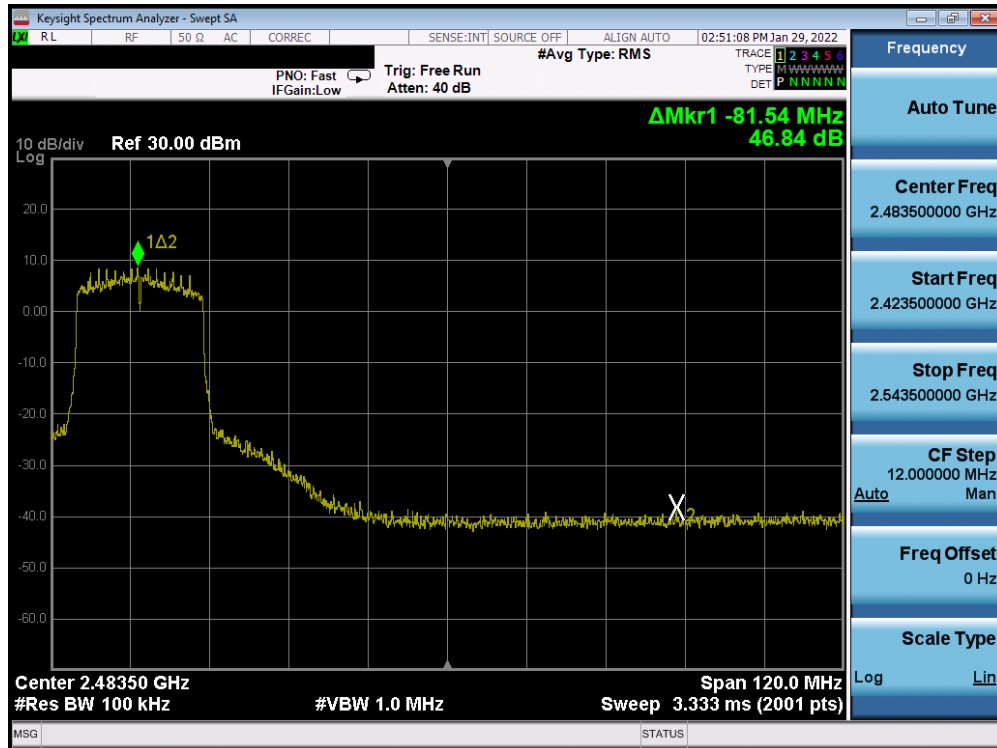 Keysight Spectrum Analyzer - Swept SA
LXI RL RF 50 Ω AC CORREC SENSE:INT SOURCE OFF ALIGN AUTO 02:51:08 PM Jan 29, 2022
#Avg Type: RMS
TRACE 1 2 3 4 5 6
TYPE M WWWWW
DET P N N N N N
PNO: Fast
IFGain:Low
Trig: Free Run
Atten: 40 dB
ΔMkr1 -81.54 MHz
46.84 dB
10 dB/div Ref 30.00 dBm
Log
20.0
10.0
0.00
-10.0
-20.0
-30.0
-40.0
-50.0
-60.0
1Δ2
X2
Center 2.48350 GHz
Span 120.0 MHz
#Res BW 100 kHz
#VBW 1.0 MHz
Sweep 3.333 ms (2001 pts)
MSG
STATUS
Frequency
Auto Tune
Center Freq
2.483500000 GHz
Start Freq
2.423500000 GHz
Stop Freq
2.543500000 GHz
CF Step
12.000000 MHz
Auto Man
Freq Offset
0 Hz
Scale Type
Log Lin